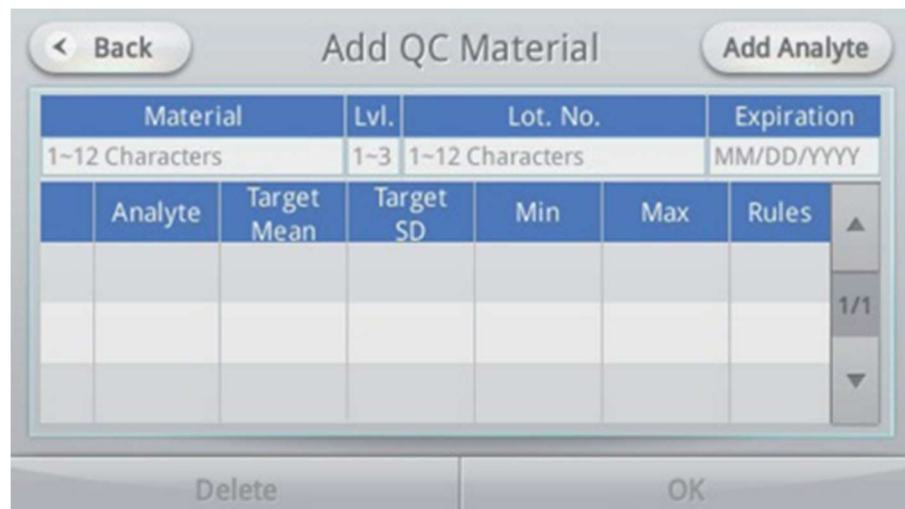 Back Add QC Material Add Analyte
Material Lvl. Lot. No. Expiration
1~12 Characters 1~3 1~12 Characters MM/DD/YYYY
Analyte Target Mean Target SD Min Max Rules
1/1
Delete OK